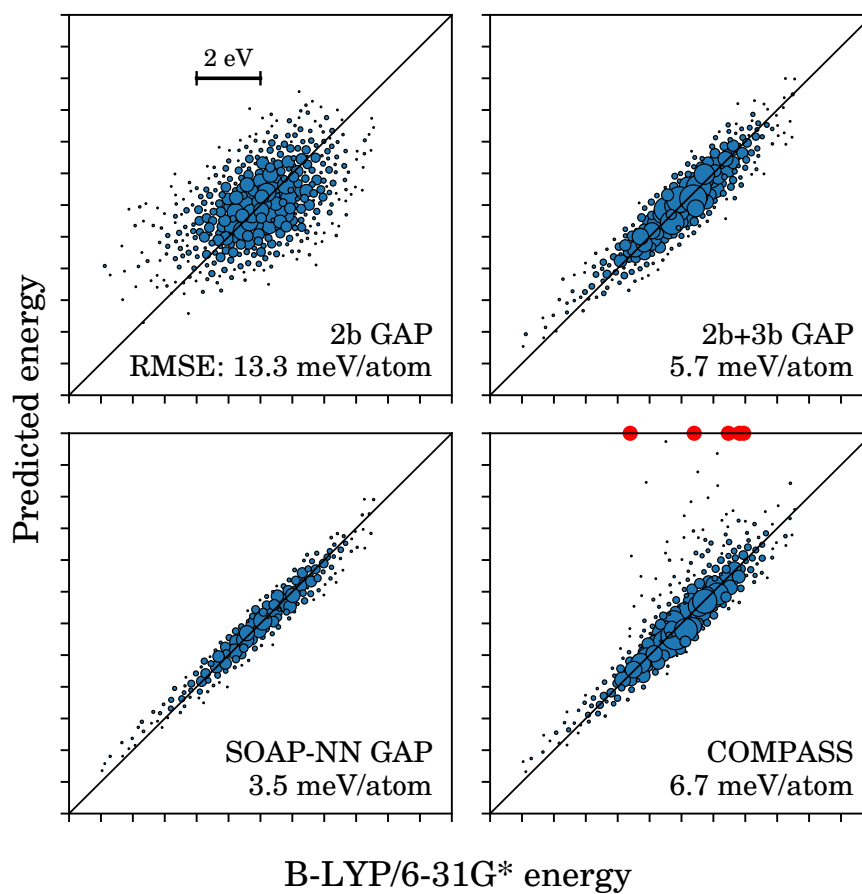 2 eV
2b GAP
RMSE: 13.3 meV/atom
2b+3b GAP
5.7 meV/atom
Predicted energy
SOAP-NN GAP
3.5 meV/atom
COMPASS
6.7 meV/atom
B-LYP/6-31G* energy